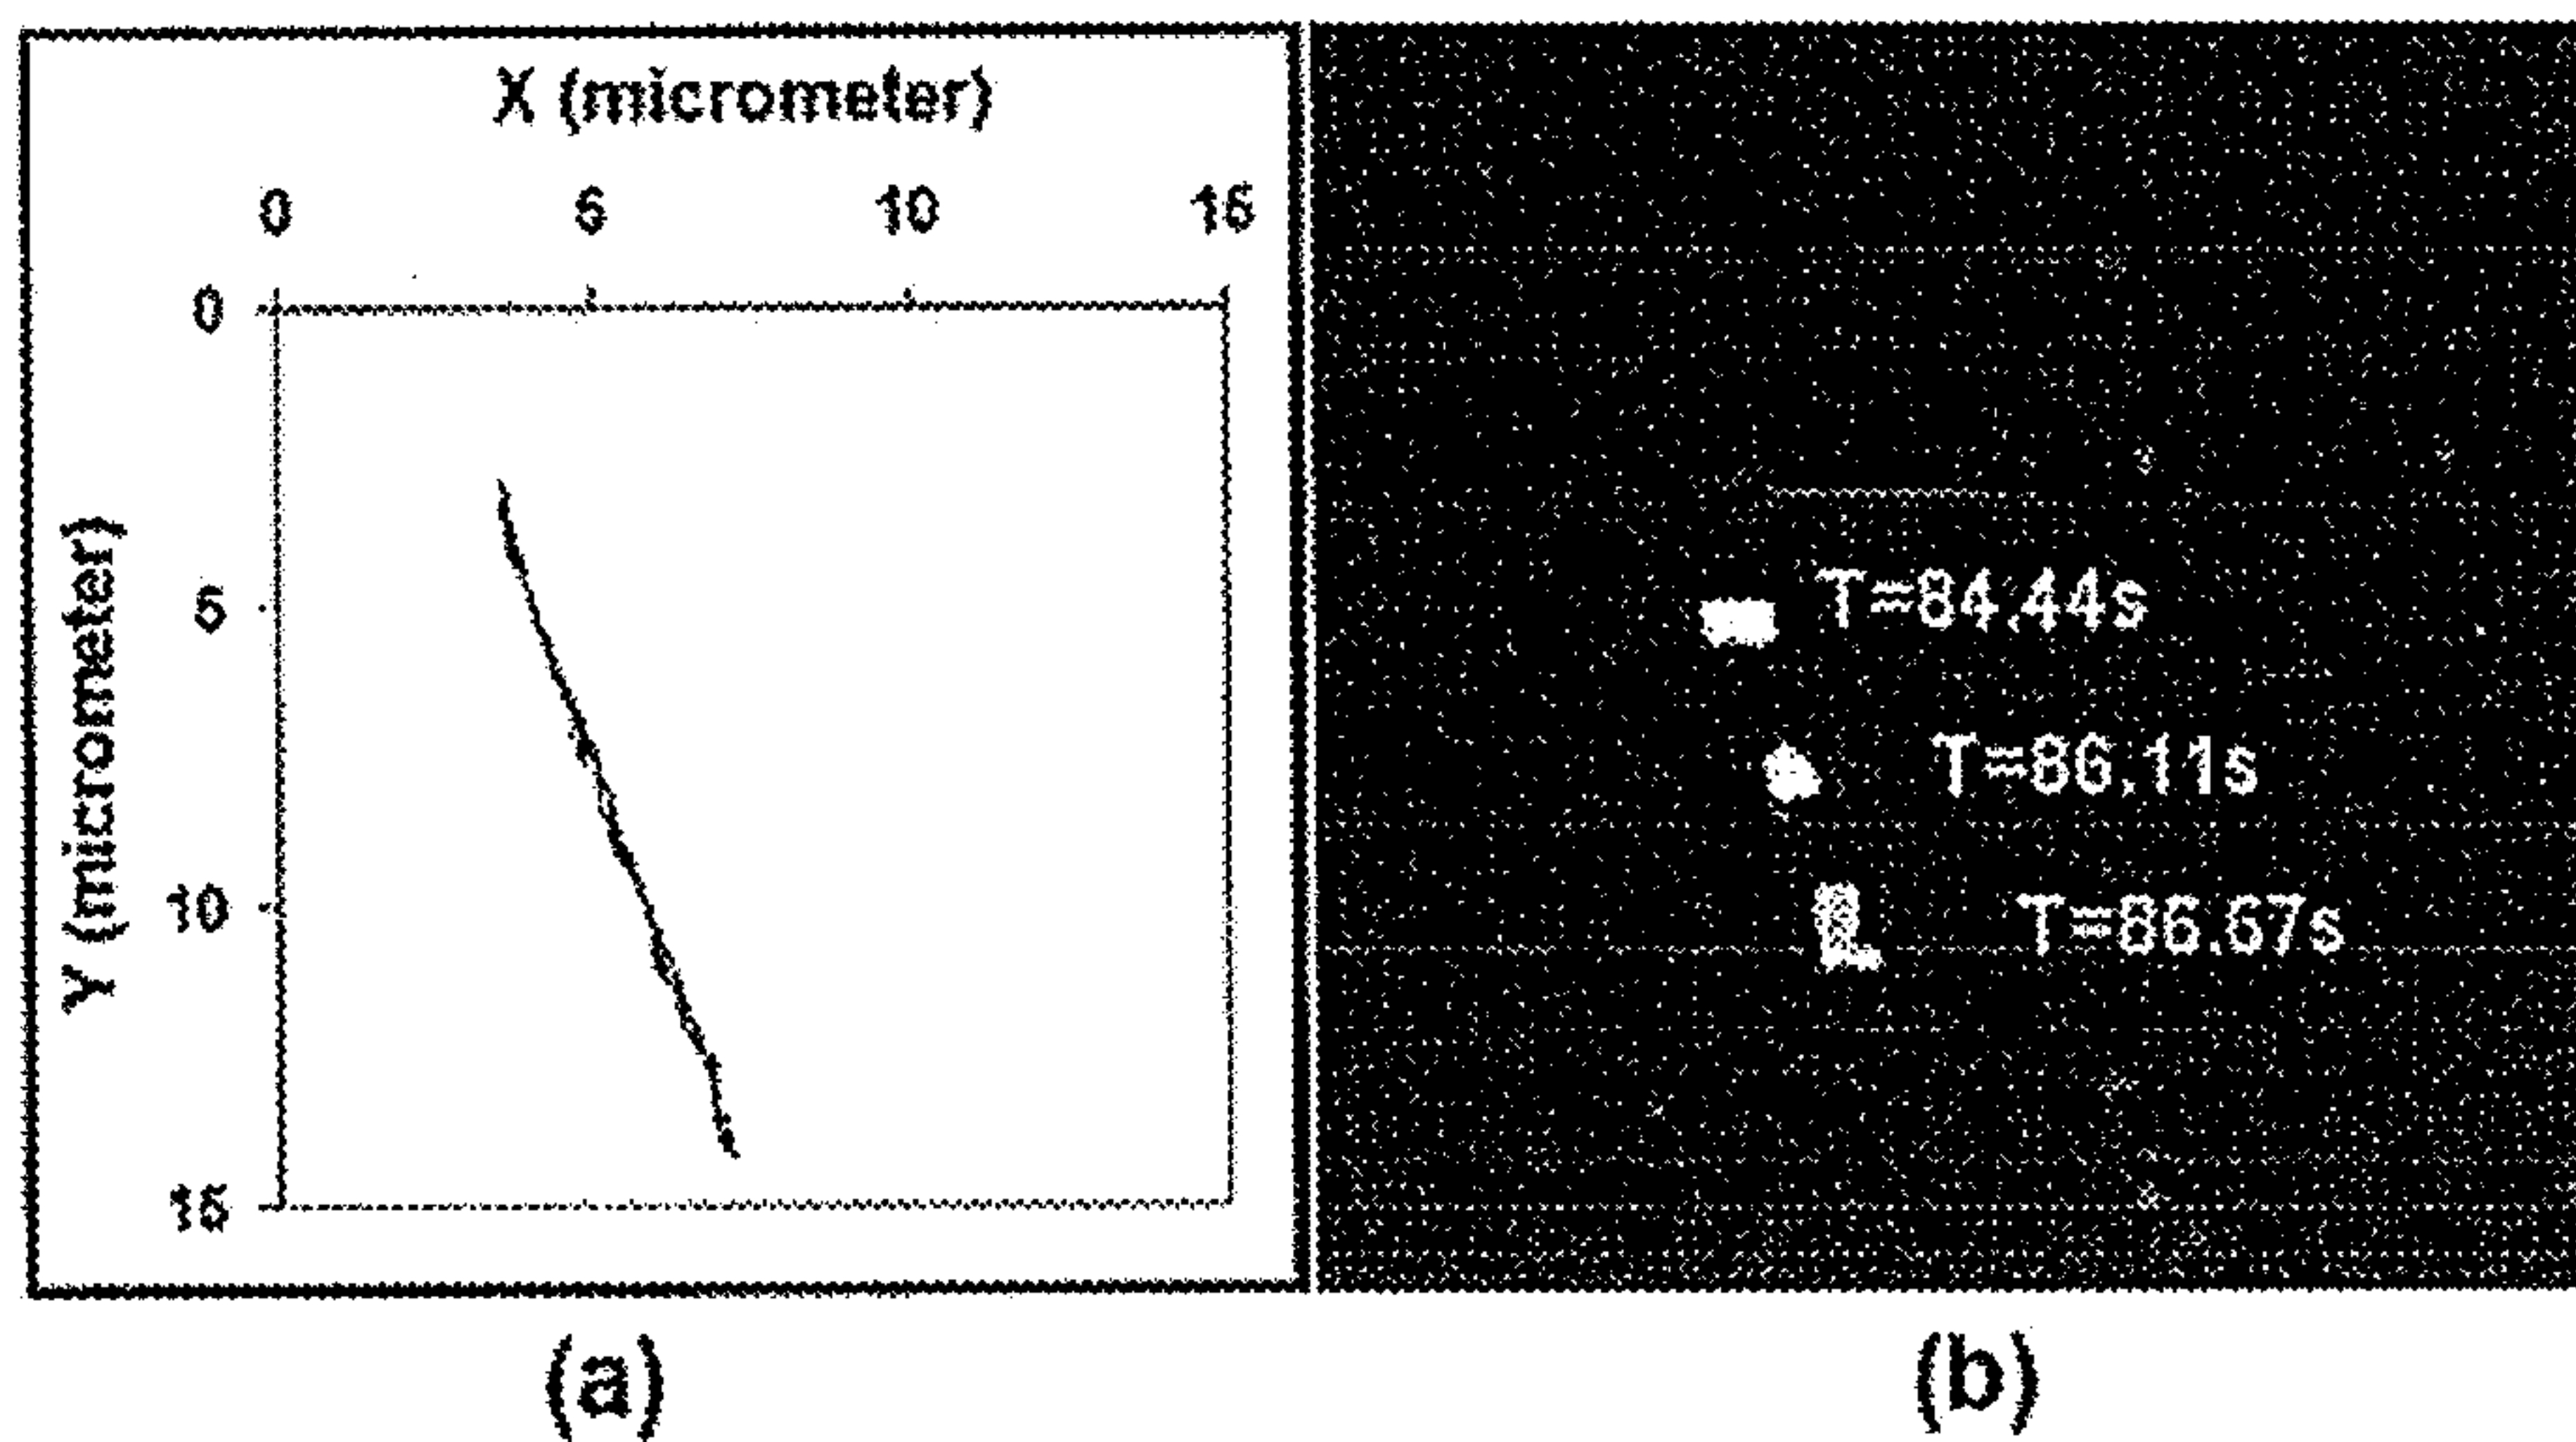 X (micrometer)
0 5 10 15
0
5
10
15
Y (micrometer)
T=84.44s
T=86.11s
T=86.67s
(a)
(b)